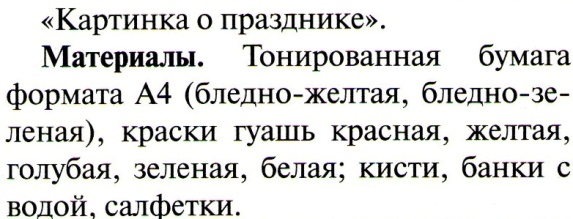 «Картинка о празднике».
Материалы. Тонированная бумага
формата А4 (бледно-желтая, бледно-зе-
леная), краски гуашь красная, желтая,
голубая, зеленая, белая; кисти, банки с
водой, салфетки.